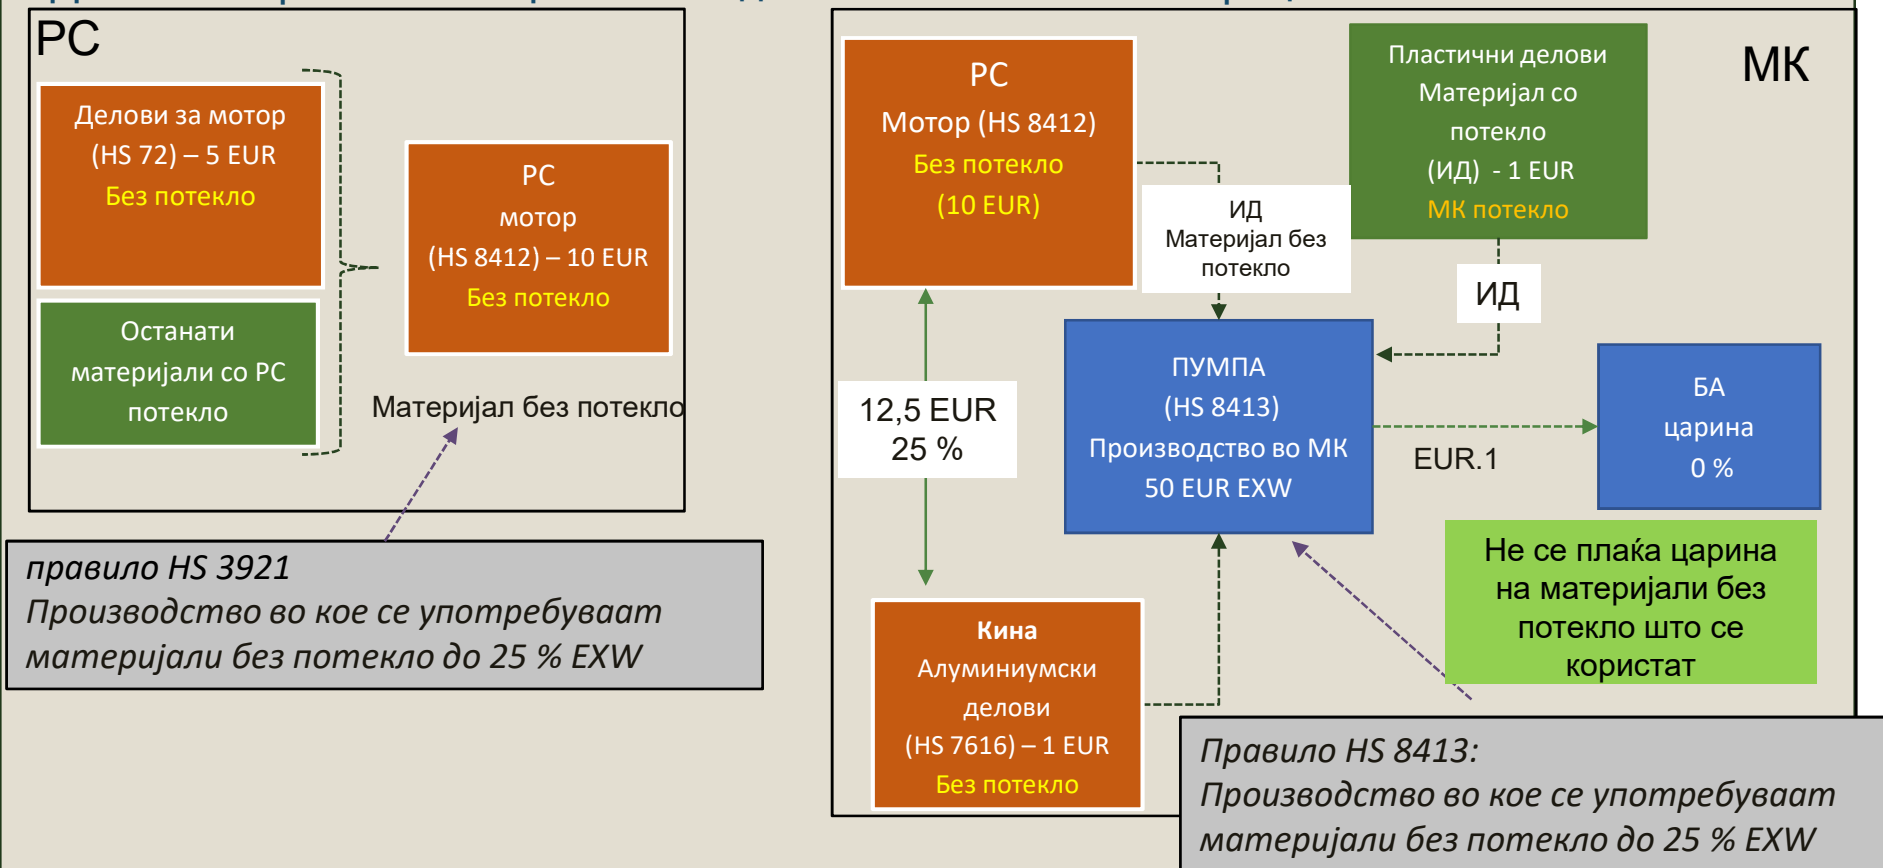 РС
Делови за мотор
(HS 72) – 5 EUR
Без потекло
Останати
материјали со РС
потекло
РС
мотор
(HS 8412) – 10 EUR
Без потекло
Материјал без потекло
правило HS 3921
Производство во кое се употребуваат
материјали без потекло до 25 % EXW
МК
РС
Мотор (HS 8412)
Без потекло
(10 EUR)
ИД
Материјал без
потекло
Пластични делови
Материјал со
потекло
(ИД) - 1 EUR
МК потекло
ИД
12,5 EUR
25 %
ПУМПА
(HS 8413)
Производство во МК
50 EUR EXW
EUR.1
БА
царина
0 %
Не се плаќа царина
на материјали без
потекло што се
користат
Кина
Алуминиумски
делови
(HS 7616) – 1 EUR
Без потекло
Правило HS 8413:
Производство во кое се употребуваат
материјали без потекло до 25 % EXW